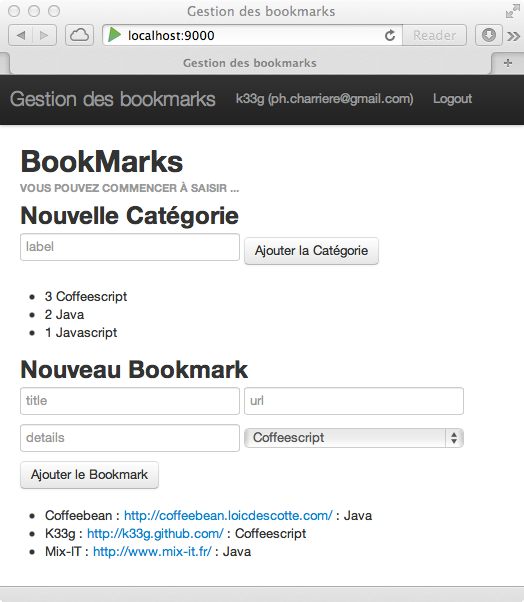 Gestion des bookmarks
localhost:9000
Reader
Gestion des bookmarks
Gestion des bookmarks k33g (ph.charriere@gmail.com) Logout
BookMarks
VOUS POUVEZ COMMENCER À SAISIR ...
Nouvelle Catégorie
label Ajouter la Catégorie
3 Coffeescript
2 Java
1 Javascript
Nouveau Bookmark
title url
details Coffeescript
Ajouter le Bookmark
Coffeebean : http://coffeebean.loicdescotte.com/ : Java
K33g : http://k33g.github.com/ : Coffeescript
Mix-IT : http://www.mix-it.fr/ : Java